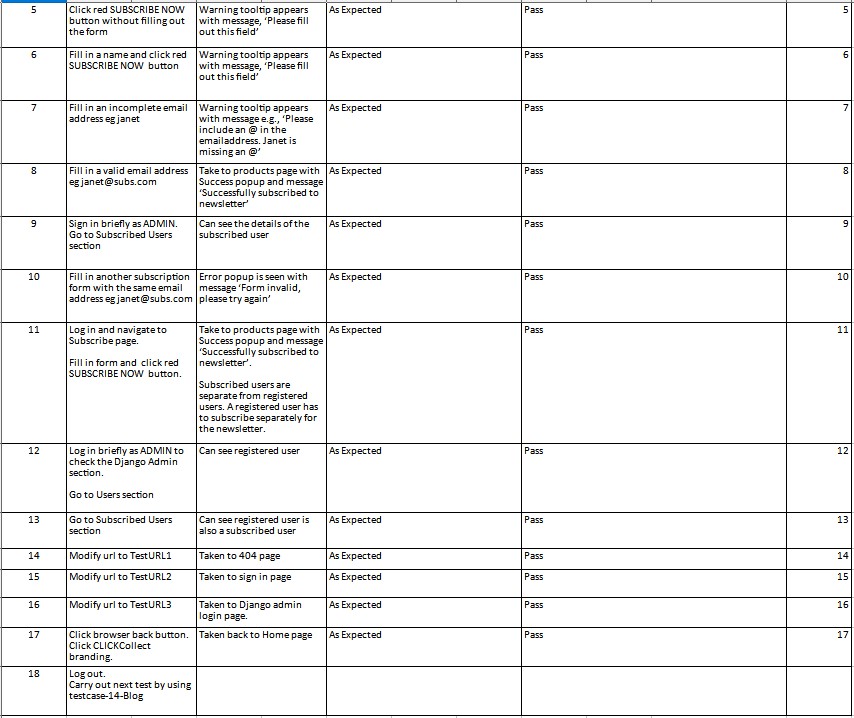 5 Click red SUBSCRIBE NOW Warning tooltip appears As Expected Pass 5
button without filling out with message, ‘Please fill
the form out this field’
6 Fill in a name and click red Warning tooltip appears As Expected Pass 6
SUBSCRIBE NOW button with message, ‘Please fill
out this field’
7 Fill in an incomplete email Warning tooltip appears As Expected Pass 7
address eg janet with message e.g., ‘Please
include an @ in the
emailaddress. Janet is
missing an @’
8 Fill in a valid email address Take to products page with As Expected Pass 8
eg janet@subs.com Success popup and message
‘Successfully subscribed to
newsletter’
9 Sign in briefly as ADMIN. Can see the details of the As Expected Pass 9
Go to Subscribed Users subscribed user
section
10 Fill in another subscription Error popup is seen with As Expected Pass 10
form with the same email message ‘Form invalid,
address eg janet@subs.com please try again’
11 Log in and navigate to Take to products page with As Expected Pass 11
Subscribe page. Success popup and message
‘Successfully subscribed to
Fill in form and click red newsletter’.
SUBSCRIBE NOW button.
Subscribed users are
separate from registered
users. A registered user has
to subscribe separately for
the newsletter.
12 Log in briefly as ADMIN to Can see registered user As Expected Pass 12
check the Django Admin
section.
Go to Users section
13 Go to Subscribed Users Can see registered user is As Expected Pass 13
section also a subscribed user
14 Modify url to TestURL1 Taken to 404 page As Expected Pass 14
15 Modify url to TestURL2 Taken to sign in page As Expected Pass 15
16 Modify url to TestURL3 Taken to Django admin As Expected Pass 16
login page.
17 Click browser back button. Taken back to Home page As Expected Pass 17
Click CLICKCollect
branding.
18 Log out.
Carry out next test by using
testcase-14-Blog